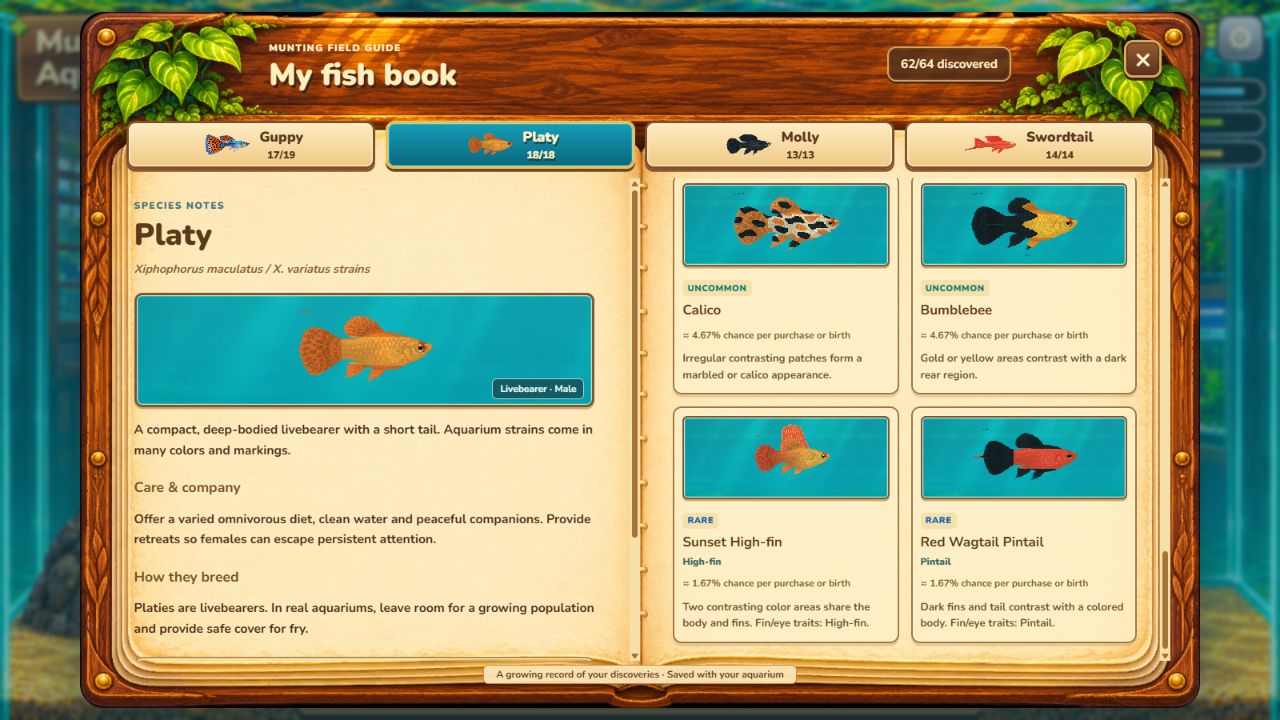 Mu
Aq
MUNTING FIELD GUIDE
My fish book
62/64 discovered
Guppy
17/19
Platy
18/18
Molly
13/13
Swordtail
14/14
SPECIES NOTES
Platy
Xiphophorus maculatus / X. variatus strains
Livebearer · Male
A compact, deep-bodied livebearer with a short tail. Aquarium strains come in
many colors and markings.
Care & company
Offer a varied omnivorous diet, clean water and peaceful companions. Provide
retreats so females can escape persistent attention.
How they breed
Platies are livebearers. In real aquariums, leave room for a growing population
and provide safe cover for fry.
UNCOMMON
Calico
≈ 4.67% chance per purchase or birth
Irregular contrasting patches form a
marbled or calico appearance.
UNCOMMON
Bumblebee
≈ 4.67% chance per purchase or birth
Gold or yellow areas contrast with a dark
rear region.
RARE
Sunset High-fin
High-fin
≈ 1.67% chance per purchase or birth
Two contrasting color areas share the
body and fins. Fin/eye traits: High-fin.
RARE
Red Wagtail Pintail
Pintail
≈ 1.67% chance per purchase or birth
Dark fins and tail contrast with a colored
body. Fin/eye traits: Pintail.
A growing record of your discoveries · Saved with your aquarium